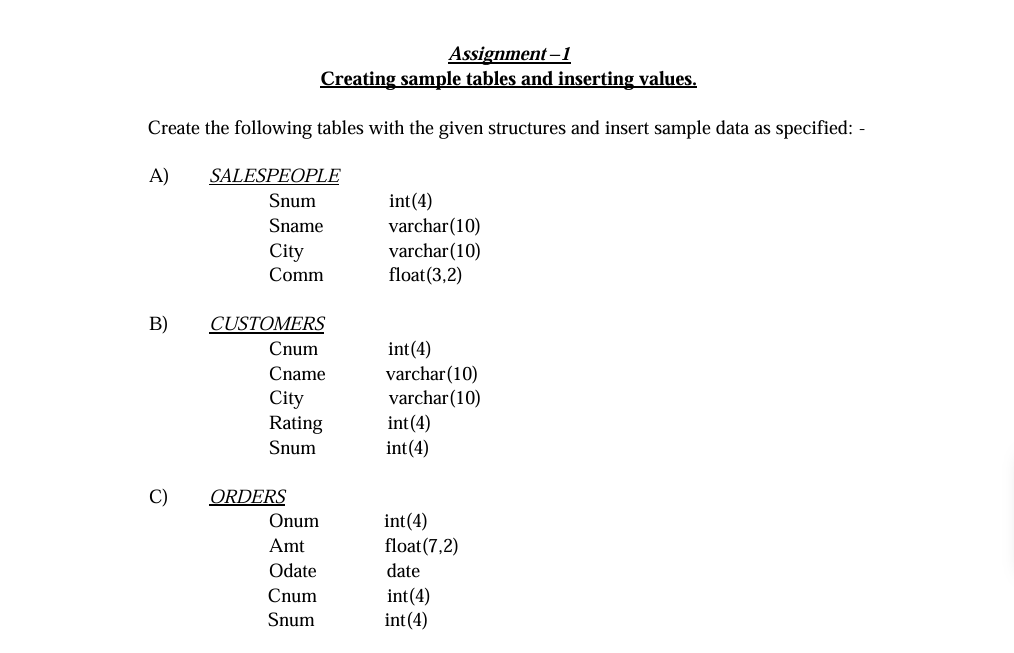 Assignment –1
Creating sample tables and inserting values.
Create the following tables with the given structures and insert sample data as specified: -
A) SALESPEOPLE
Snum int(4)
Sname varchar(10)
City varchar(10)
Comm float(3,2)
B) CUSTOMERS
Cnum int(4)
Cname varchar(10)
City varchar(10)
Rating int(4)
Snum int(4)
C) ORDERS
Onum int(4)
Amt float(7,2)
Odate date
Cnum int(4)
Snum int(4)